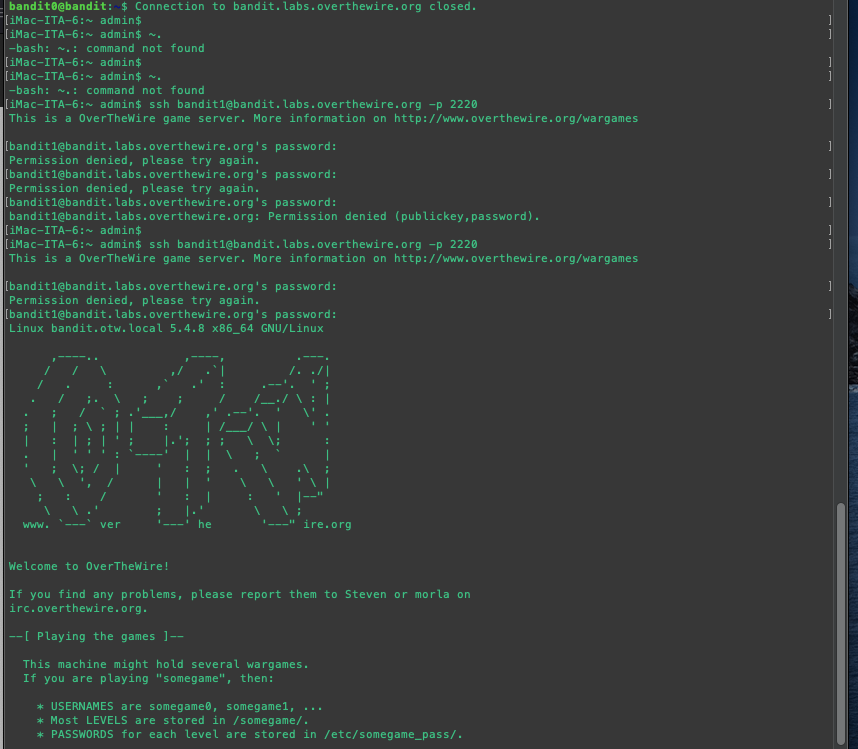 bandit0@bandit:~$ Connection to bandit.labs.overthewire.org closed.
[iMac-ITA-6:~ admin$ ]
[iMac-ITA-6:~ admin$ ~. ]
-bash: ~.: command not found
[iMac-ITA-6:~ admin$ ]
[iMac-ITA-6:~ admin$ ~. ]
-bash: ~.: command not found
[iMac-ITA-6:~ admin$ ssh bandit1@bandit.labs.overthewire.org -p 2220 ]
This is a OverTheWire game server. More information on http://www.overthewire.org/wargames
[bandit1@bandit.labs.overthewire.org's password: ]
Permission denied, please try again.
[bandit1@bandit.labs.overthewire.org's password: ]
Permission denied, please try again.
[bandit1@bandit.labs.overthewire.org's password: ]
bandit1@bandit.labs.overthewire.org: Permission denied (publickey,password).
[iMac-ITA-6:~ admin$ ]
[iMac-ITA-6:~ admin$ ssh bandit1@bandit.labs.overthewire.org -p 2220 ]
This is a OverTheWire game server. More information on http://www.overthewire.org/wargames
[bandit1@bandit.labs.overthewire.org's password: ]
Permission denied, please try again.
[bandit1@bandit.labs.overthewire.org's password: ]
Linux bandit.otw.local 5.4.8 x86_64 GNU/Linux
www. `---` ver '---' he '---" ire.org
Welcome to OverTheWire!
If you find any problems, please report them to Steven or morla on
irc.overthewire.org.
--[ Playing the games ]--
This machine might hold several wargames.
If you are playing "somegame", then:
* USERNAMES are somegame0, somegame1, ...
* Most LEVELS are stored in /somegame/.
* PASSWORDS for each level are stored in /etc/somegame_pass/.